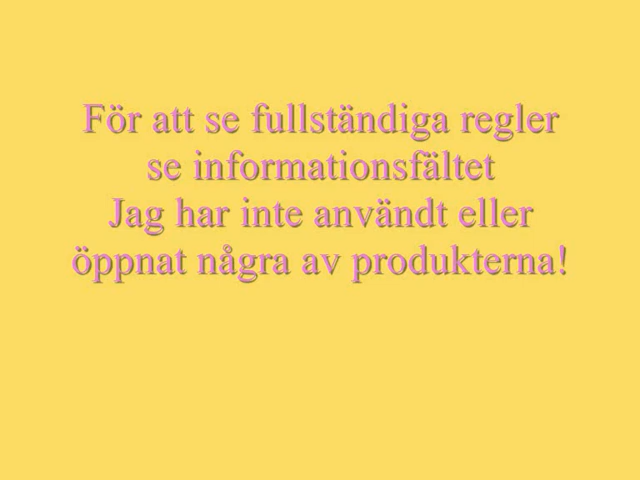 För att se fullständiga regler
se informationsfältet
Jag har inte användt eller
öppnat några av produkterna!